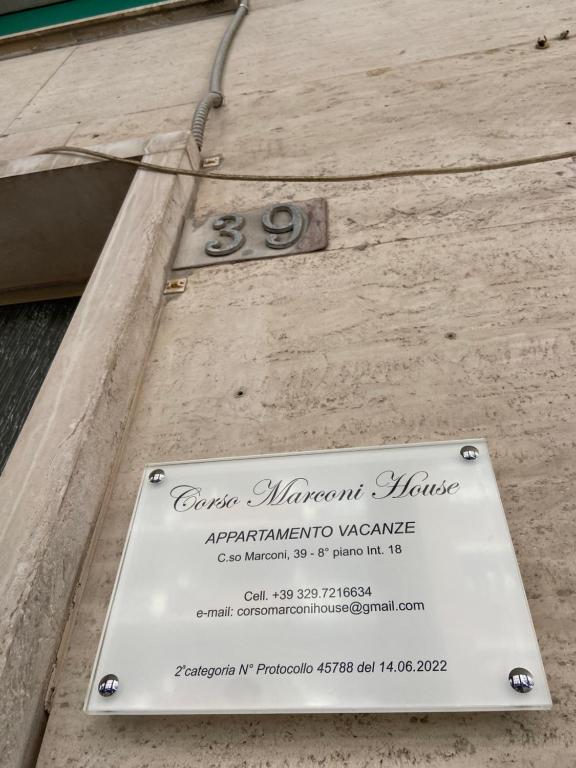 39
Corso Marconi House
APPARTAMENTO VACANZE
C.so Marconi, 39 - 8° piano Int. 18
Cell. +39 329.7216634
e-mail: corsomarconihouse@gmail.com
2°categoria N° Protocollo 45788 del 14.06.2022